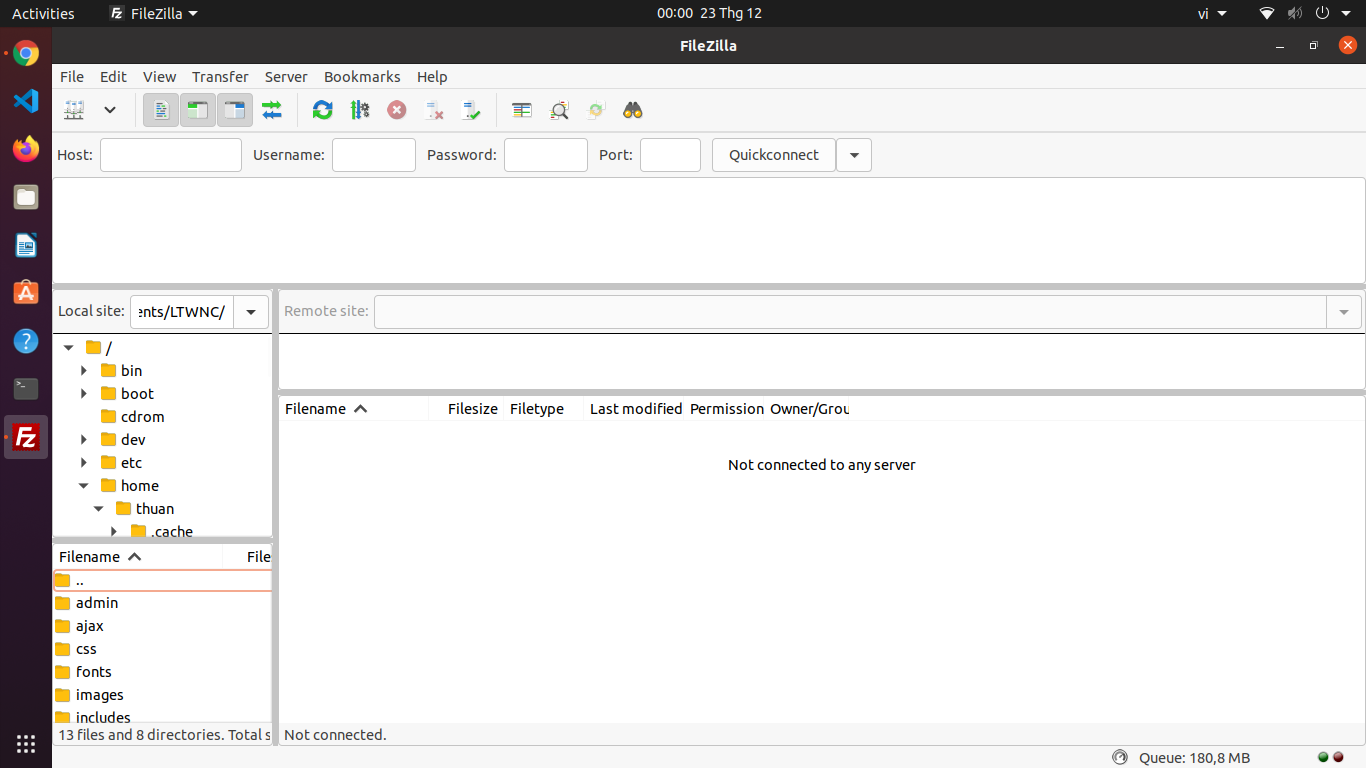 Activities FileZilla 00:00 23 Thg 12 vi
FileZilla
File Edit View Transfer Server Bookmarks Help
Host: Username: Password: Port: Quickconnect
Local site: ents/LTWNC/ Remote site:
/
bin
boot
cdrom
dev
etc
home
thuan
.cache
Filename Filesize Filetype Last modified Permission Owner/Grou
Not connected to any server
Filename File
..
admin
ajax
css
fonts
images
includes
13 files and 8 directories. Total s
Not connected.
Queue: 180,8 MB